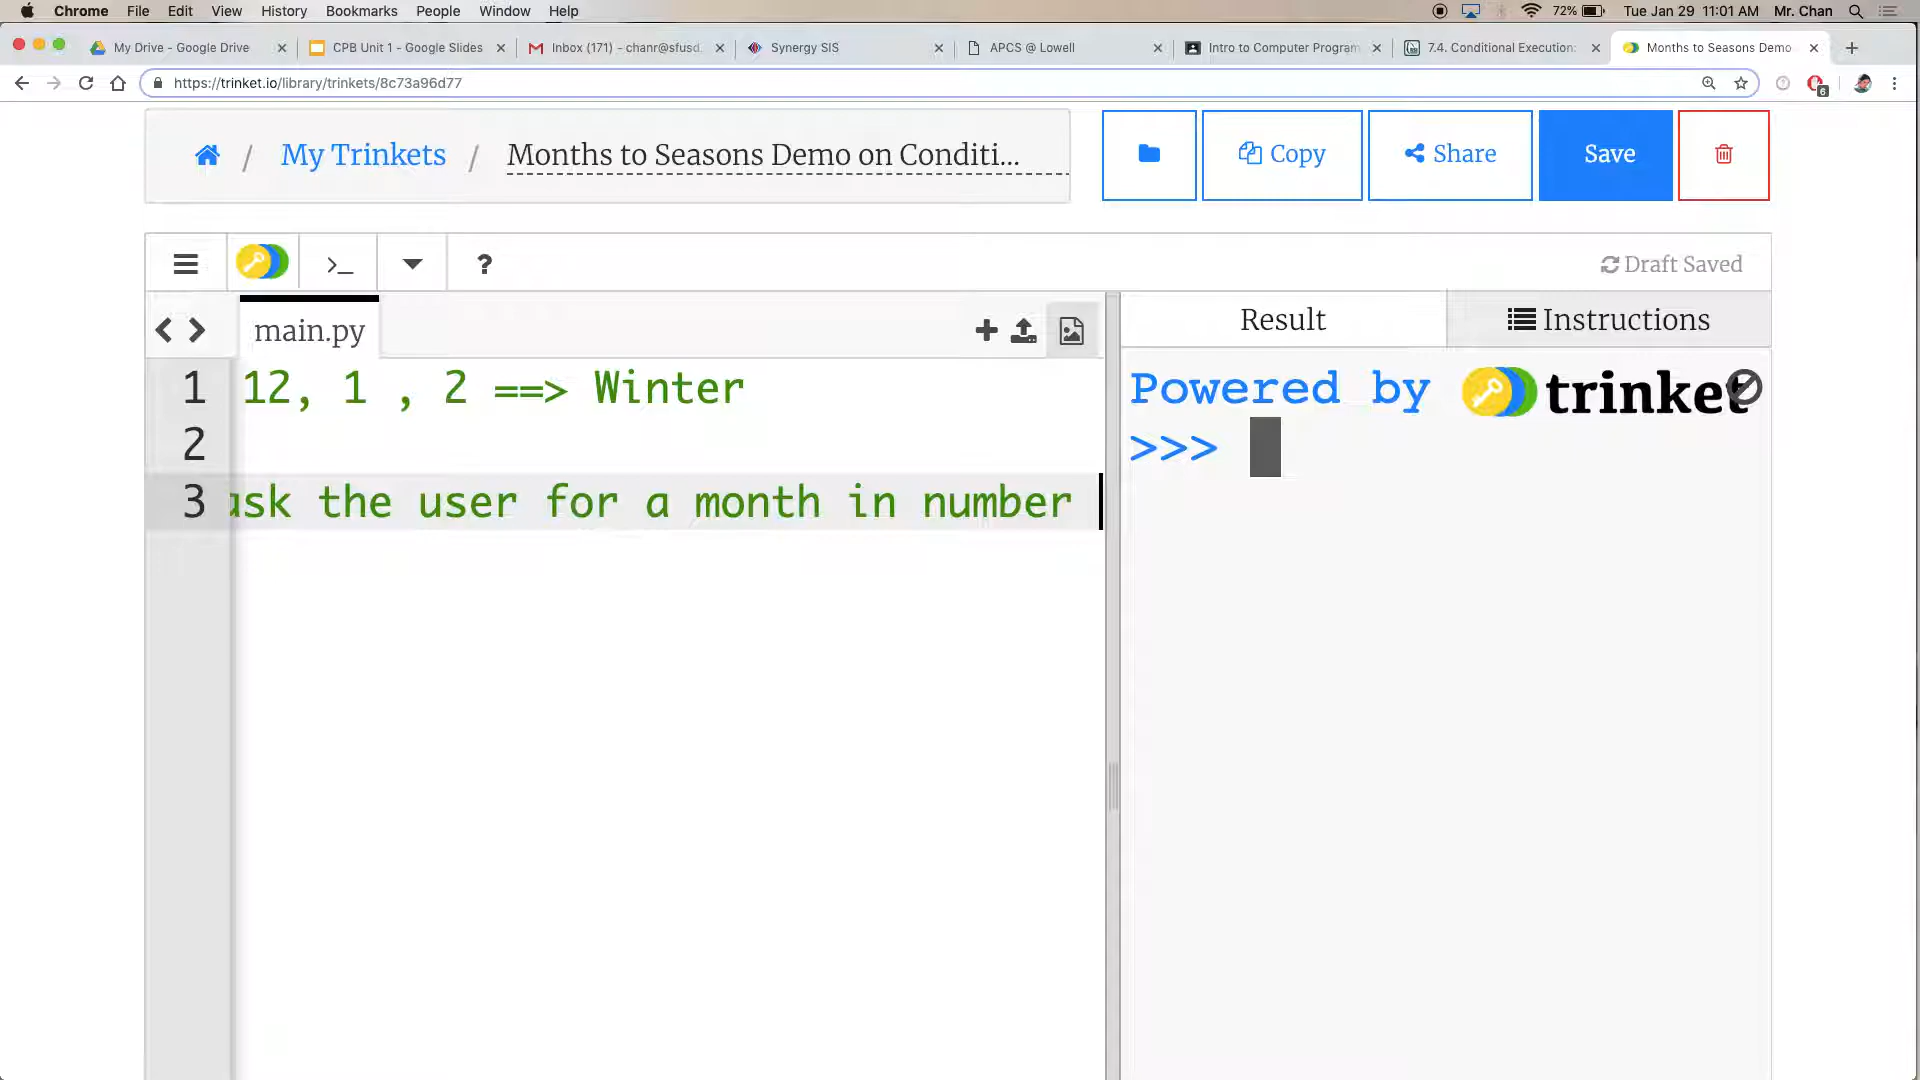 Chrome File Edit View History Bookmarks People Window Help 72% Tue Jan 29 11:01 AM Mr. Chan
My Drive - Google Drive CPB Unit 1 - Google Slides Inbox (171) - chanr@sfusd. Synergy SIS APCS @ Lowell Intro to Computer Program 7.4. Conditional Execution: Months to Seasons Demo
https://trinket.io/library/trinkets/8c73a96d77 6
/ My Trinkets / Months to Seasons Demo on Conditi... Copy Share Save
>_ ? Draft Saved
main.py Result Instructions
1 12, 1 , 2 ==> Winter
2
3 ask the user for a month in number
Powered by trinket
>>>